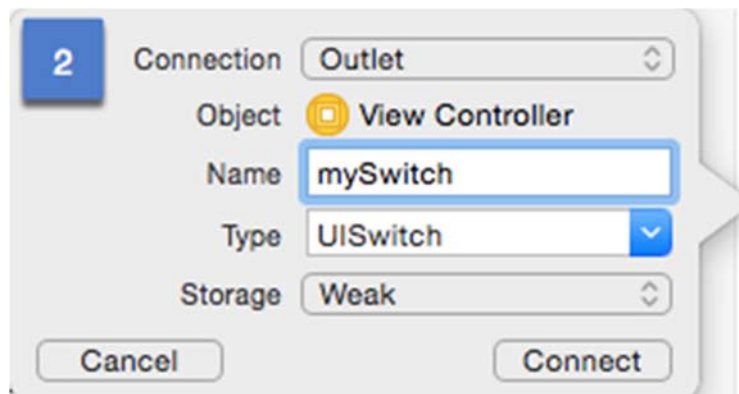 2
Connection Outlet
Object View Controller
Name mySwitch
Type UISwitch
Storage Weak
Cancel Connect